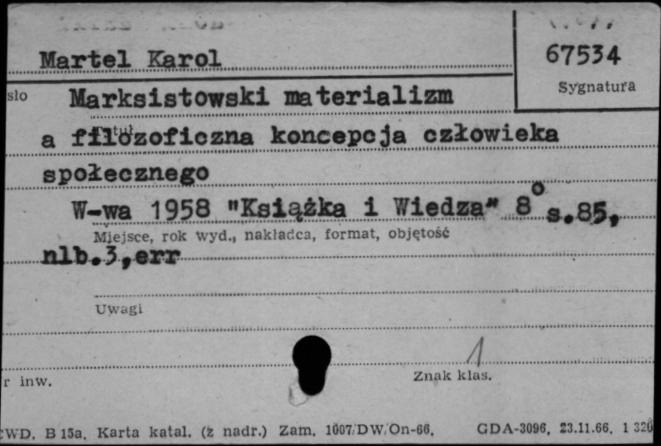 Martel Karol
67534
Sygnatura
sło Marksistowski materializm
a filozoficzna koncepcja człowieka
społecznego
W-wa 1958 "Książka i Wiedza" 8° s.85,
Miejsce, rok wyd., nakładca, format, objętość
nlb.3,err
Uwagi
1
r inw.
Znak klas.
CWD. B 15a. Karta katal. (z nadr.) Zam. 1007/DW/On-66. GDA-3096. 23.11.66. 1 320